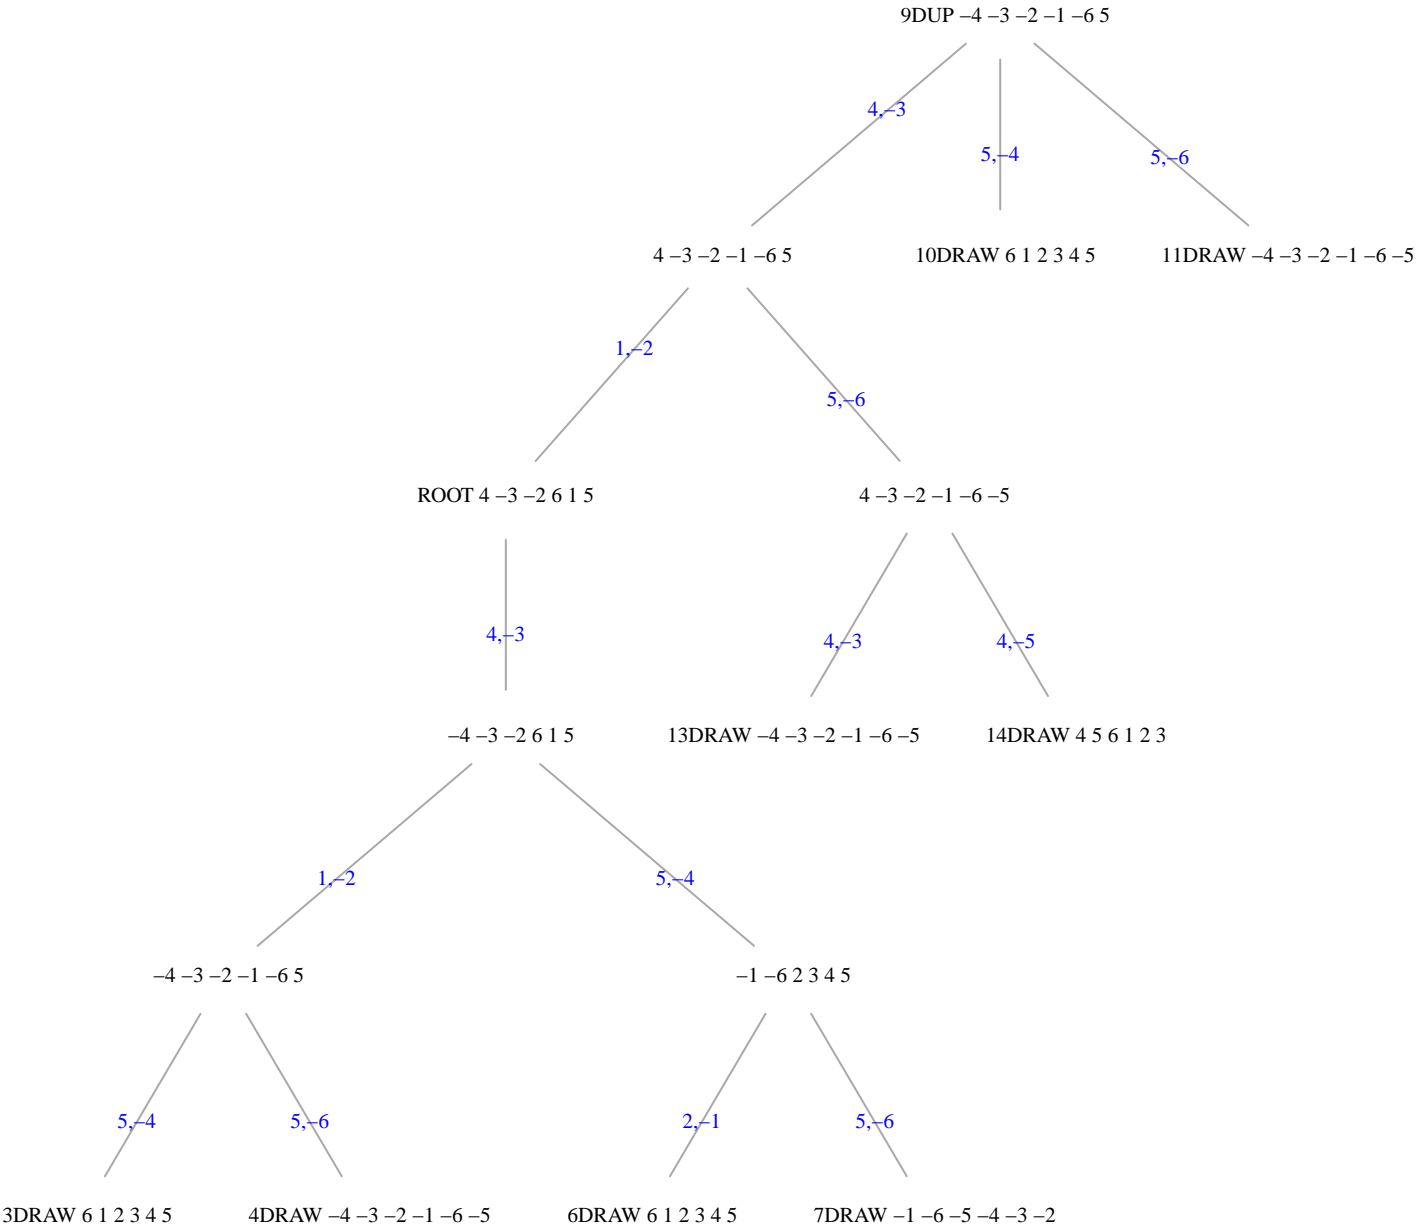 9DUP –4 –3 –2 –1 –6 5
4,–3
5,–4
5,–6
4 –3 –2 –1 –6 5
10DRAW 6 1 2 3 4 5
11DRAW –4 –3 –2 –1 –6 –5
1,–2
5,–6
ROOT 4 –3 –2 6 1 5
4 –3 –2 –1 –6 –5
4,–3
4,–3
4,–5
–4 –3 –2 6 1 5
13DRAW –4 –3 –2 –1 –6 –5
14DRAW 4 5 6 1 2 3
1,–2
5,–4
–4 –3 –2 –1 –6 5
–1 –6 2 3 4 5
5,–4
5,–6
2,–1
5,–6
3DRAW 6 1 2 3 4 5
4DRAW –4 –3 –2 –1 –6 –5
6DRAW 6 1 2 3 4 5
7DRAW –1 –6 –5 –4 –3 –2